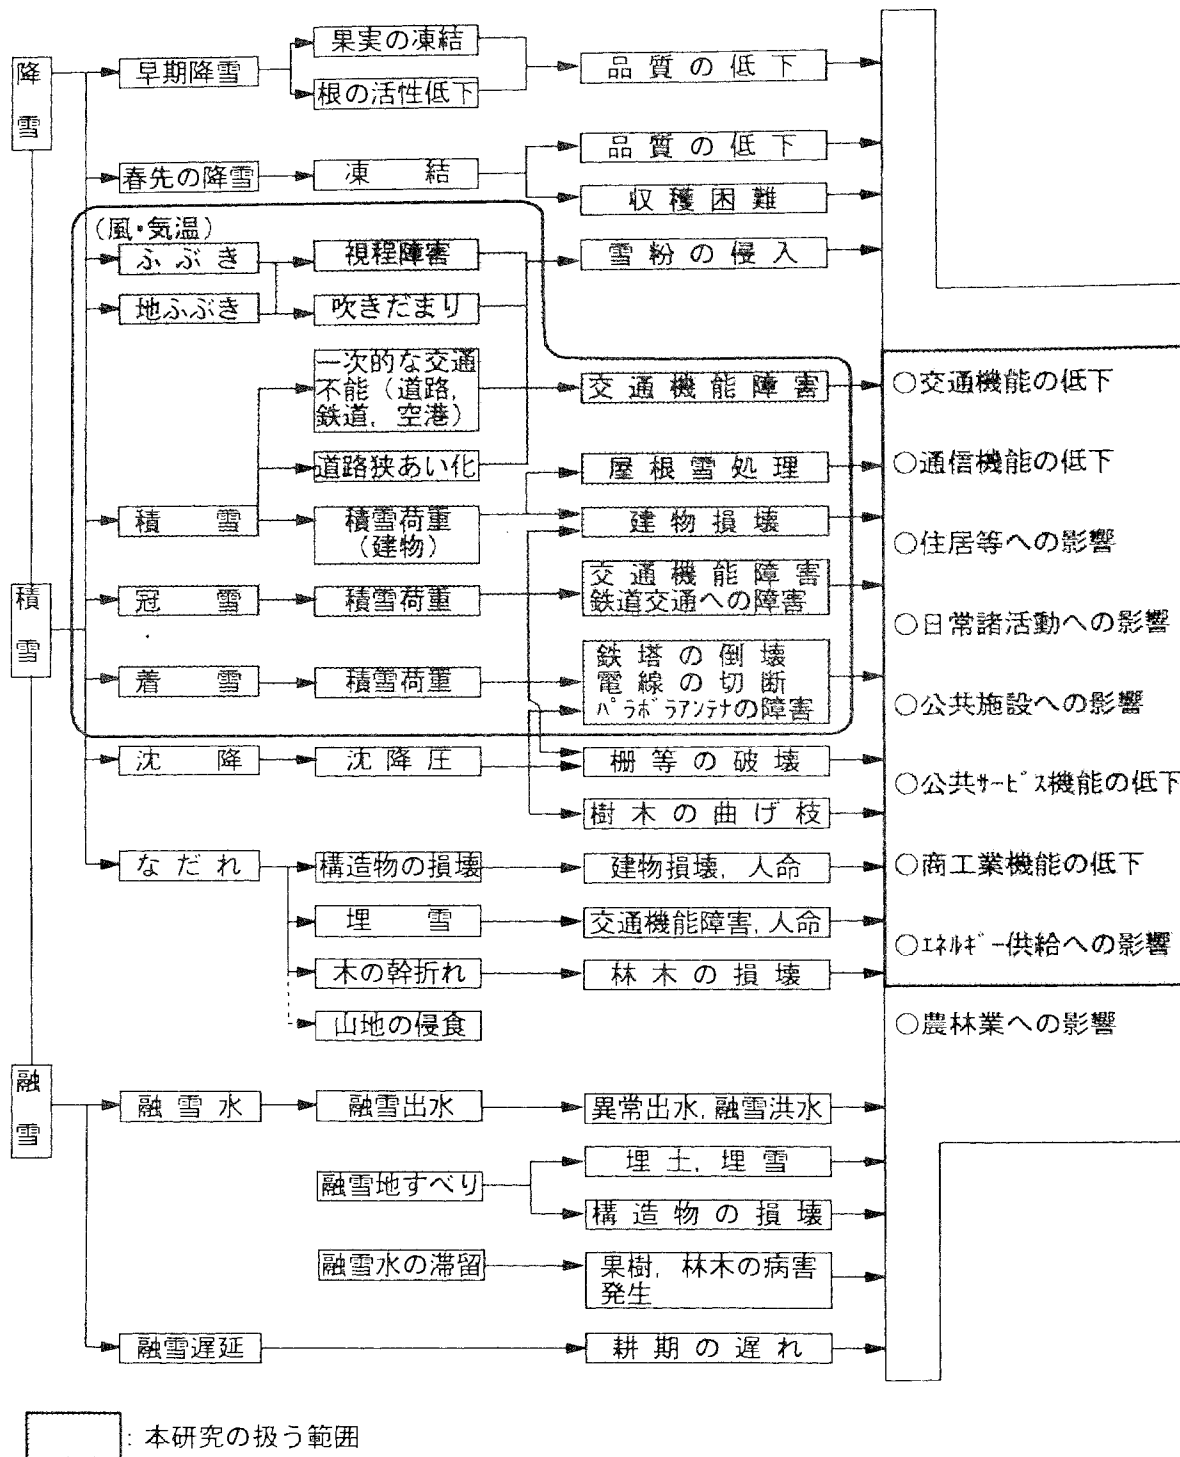 降雪
早期降雪
果実の凍結
根の活性低下
品質の低下
春先の降雪
凍結
品質の低下
収穫困難
(風・気温)
ふぶき
視程障害
雪粉の侵入
地ふぶき
吹きだまり
一次的な交通
不能(道路,
鉄道, 空港)
交通機能障害
道路狭あい化
屋根雪処理
積雪
積雪
積雪荷重
(建物)
建物損壊
冠雪
積雪荷重
交通機能障害
鉄道交通への障害
着雪
積雪荷重
鉄塔の倒壊
電線の切断
パラボラアンテナの障害
沈降
沈降圧
柵等の破壊
樹木の曲げ枝
なだれ
構造物の損壊
建物損壊, 人命
埋雪
交通機能障害, 人命
木の幹折れ
林木の損壊
山地の侵食
融雪
融雪水
融雪出水
異常出水, 融雪洪水
融雪地すべり
埋土, 埋雪
構造物の損壊
融雪水の滞留
果樹, 林木の病害
発生
融雪遅延
耕期の遅れ
○交通機能の低下
○通信機能の低下
○住居等への影響
○日常諸活動への影響
○公共施設への影響
○公共サービス機能の低下
○商工業機能の低下
○エネルギー供給への影響
○農林業への影響
: 本研究の扱う範囲